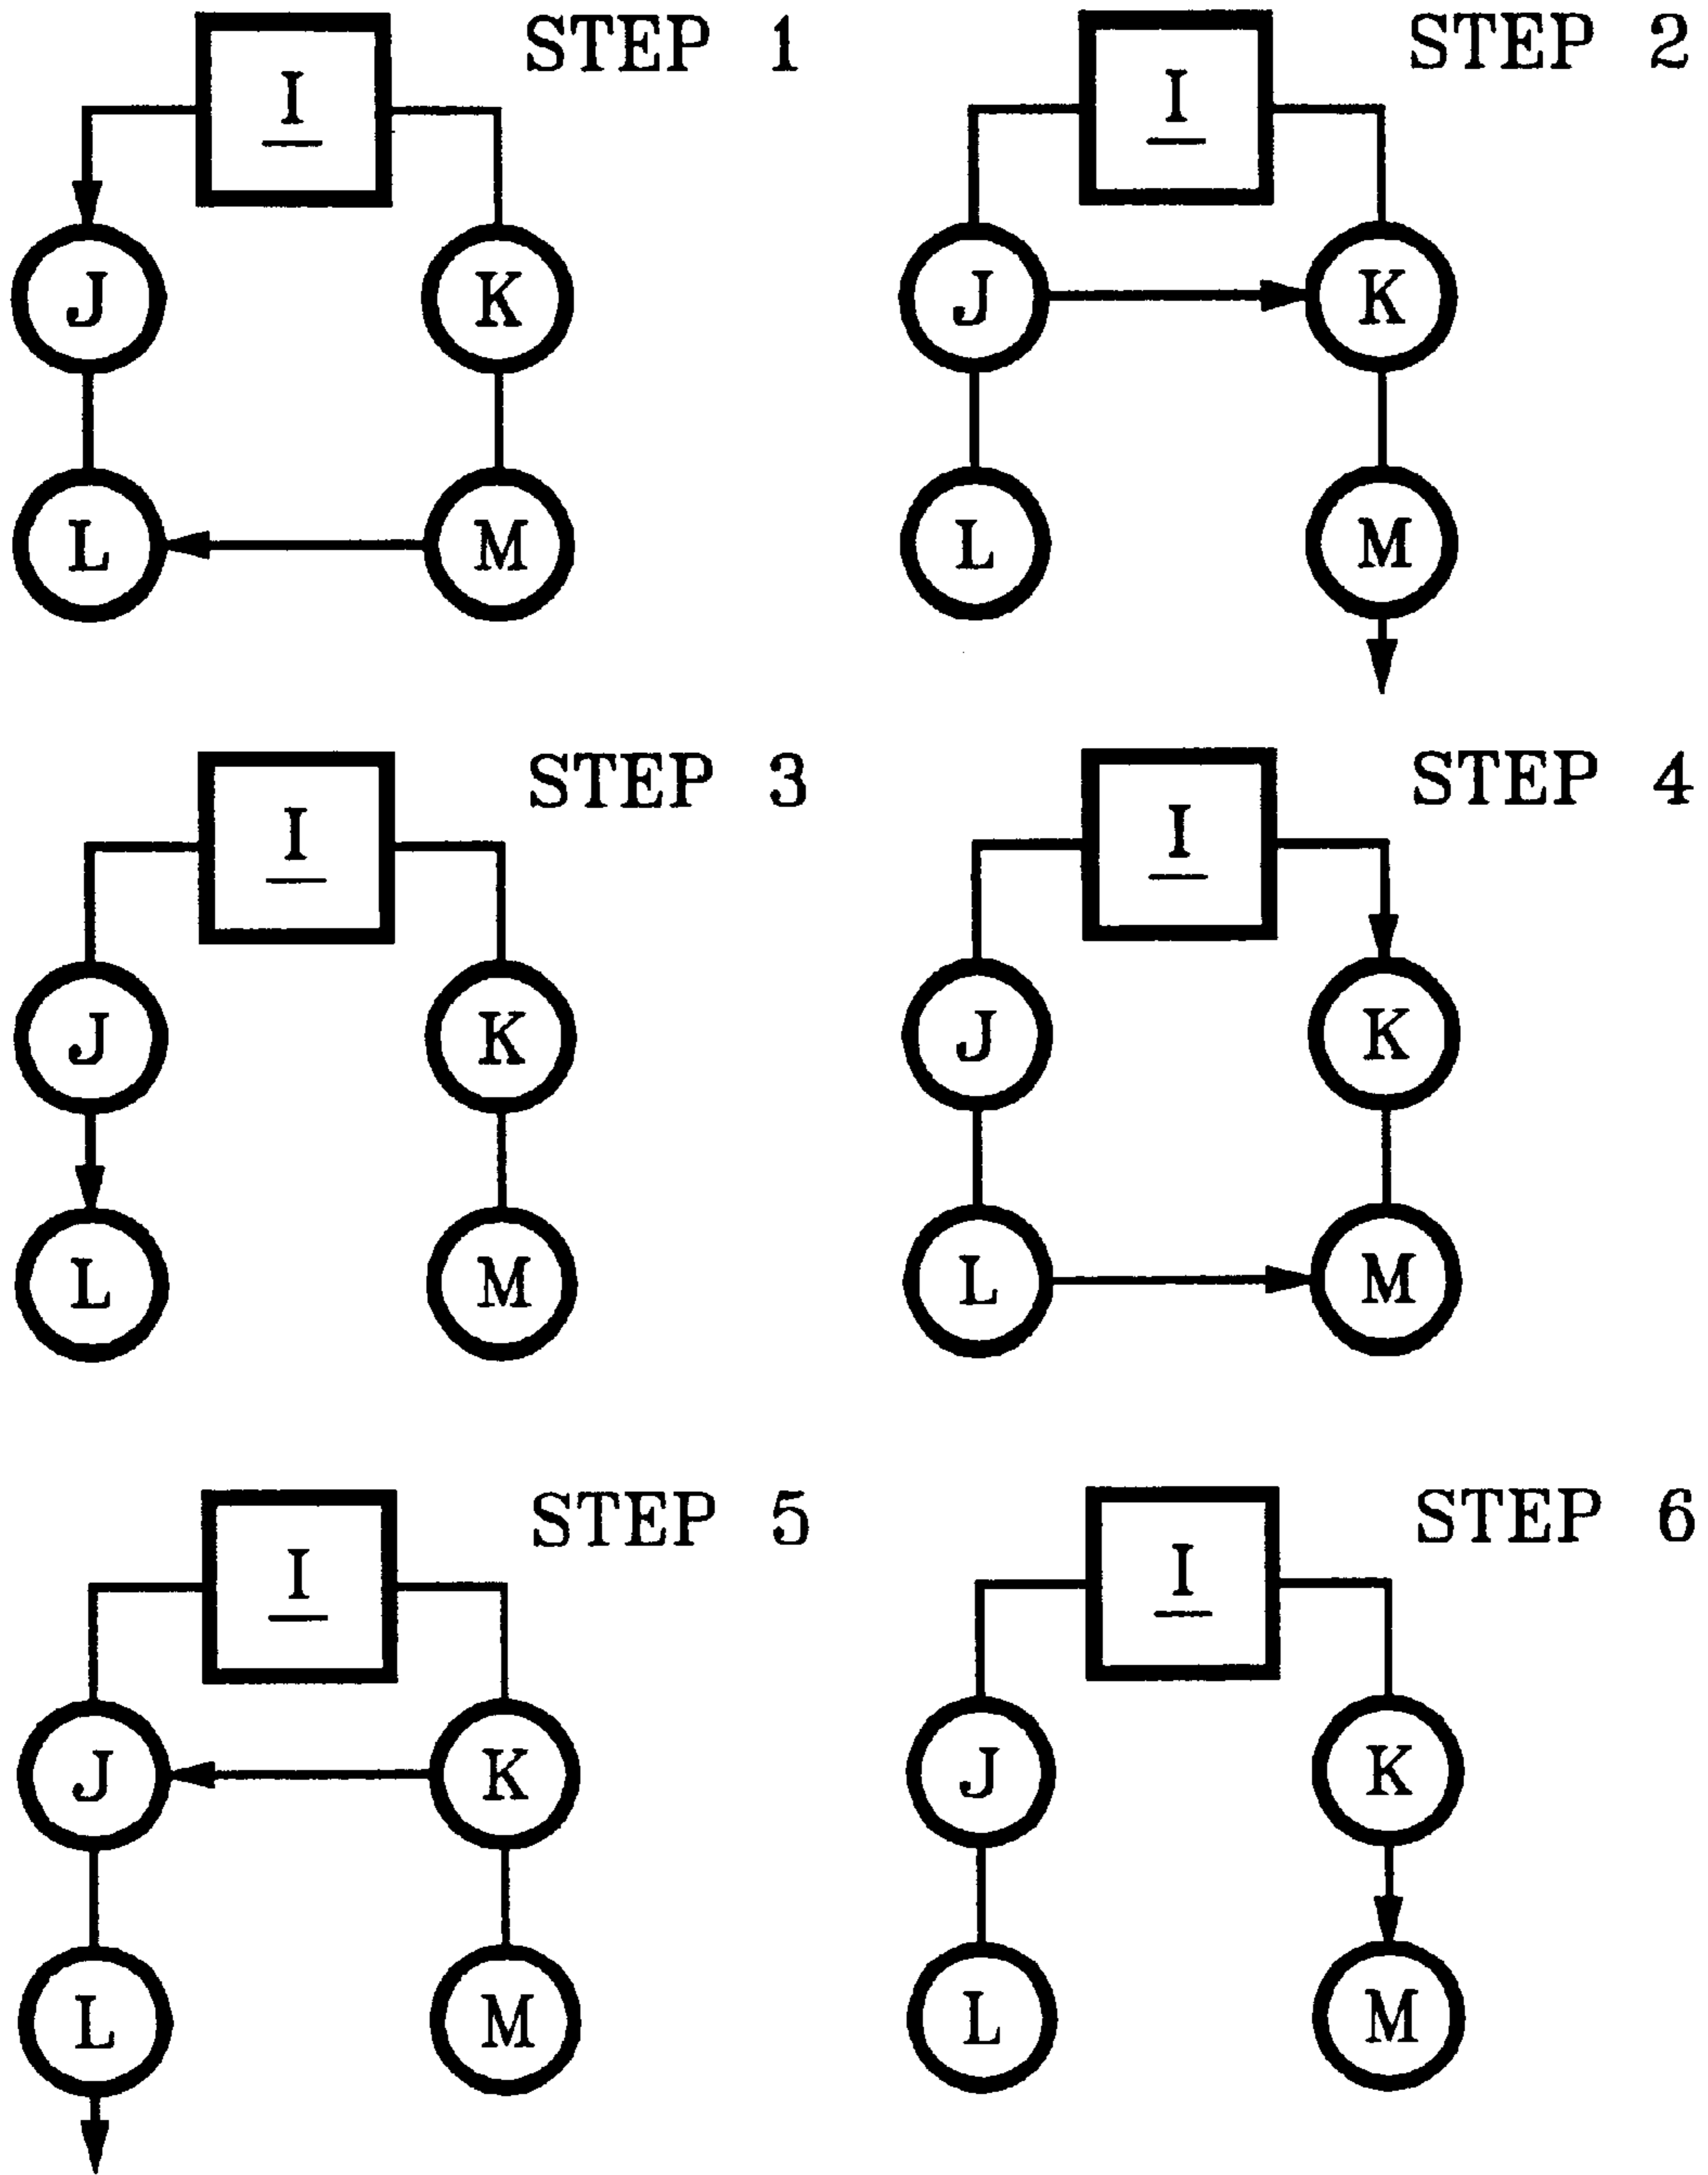 I STEP 1
J K
L M
I STEP 2
J K
L M
I STEP 3
J K
L M
I STEP 4
J K
L M
I STEP 5
J K
L M
I STEP 6
J K
L M